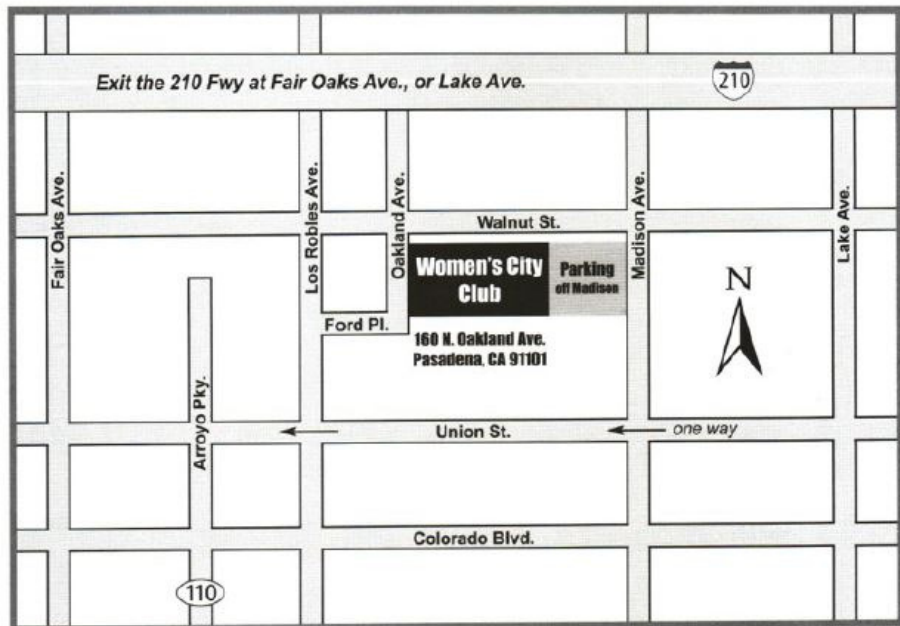 Exit the 210 Fwy at Fair Oaks Ave., or Lake Ave.
210
Fair Oaks Ave.
Los Robles Ave.
Oakland Ave.
Walnut St.
Madison Ave.
Lake Ave.
Women's City
Club
Parking
off Madison
N
Ford Pl.
160 N. Oakland Ave.
Pasadena, CA 91101
Arroyo Pky.
Union St.
one way
Colorado Blvd.
110